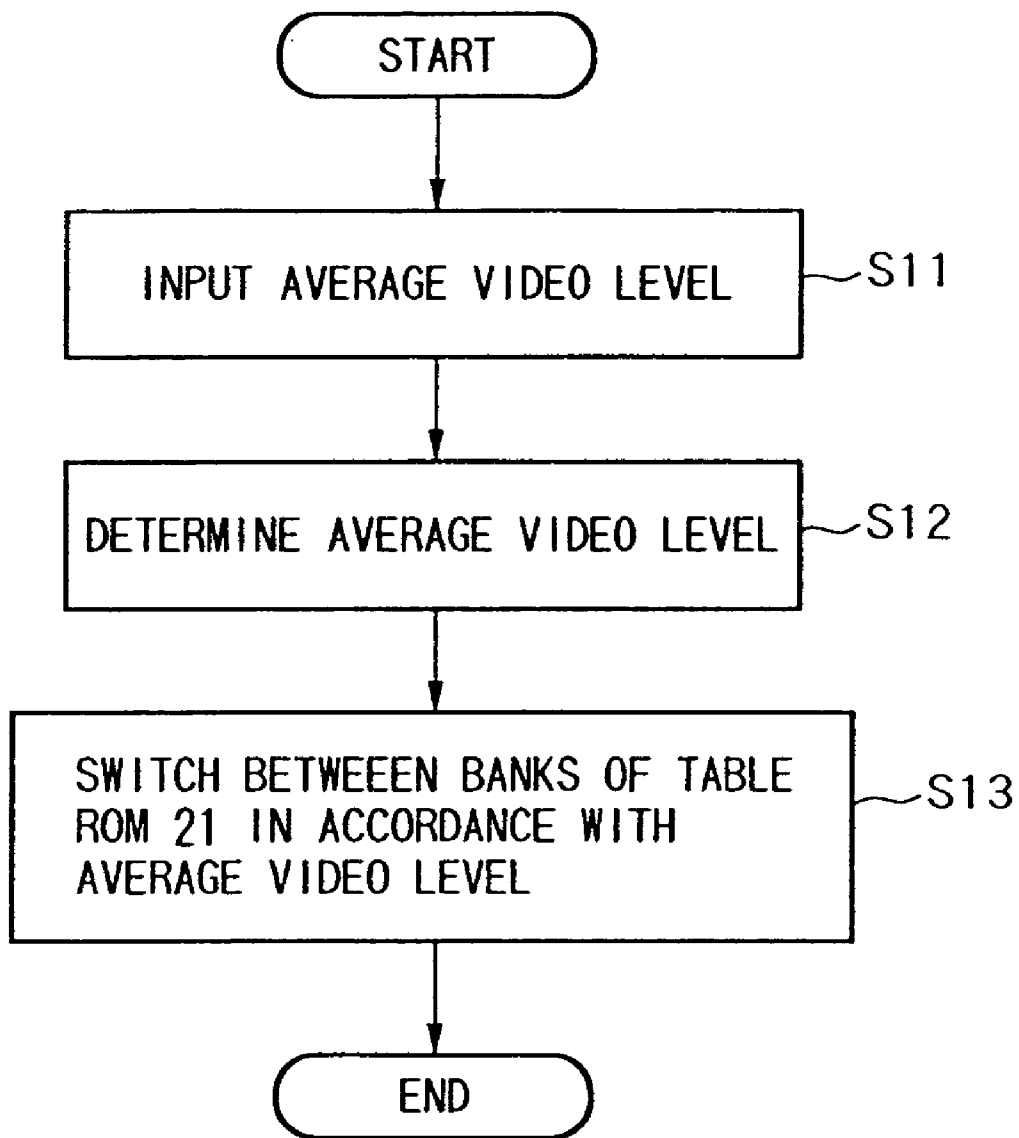 START
INPUT AVERAGE VIDEO LEVEL
S11
DETERMINE AVERAGE VIDEO LEVEL
S12
SWITCH BETWEEEN BANKS OF TABLE
ROM 21 IN ACCORDANCE WITH
AVERAGE VIDEO LEVEL
S13
END